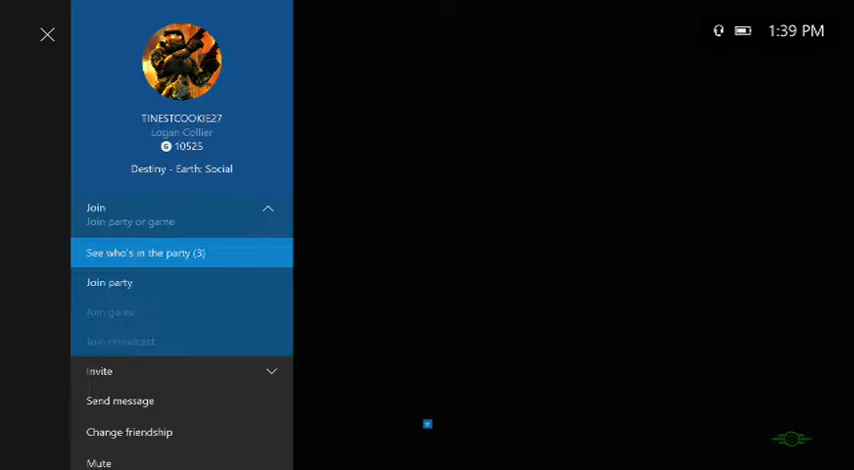 1:39 PM
TINESTCOOKIE27
Logan Collier
G 10525
Destiny - Earth: Social
Join
Join party or game
See who's in the party (3)
Join party
Join game
Join broadcast
Invite
Send message
Change friendship
Mute